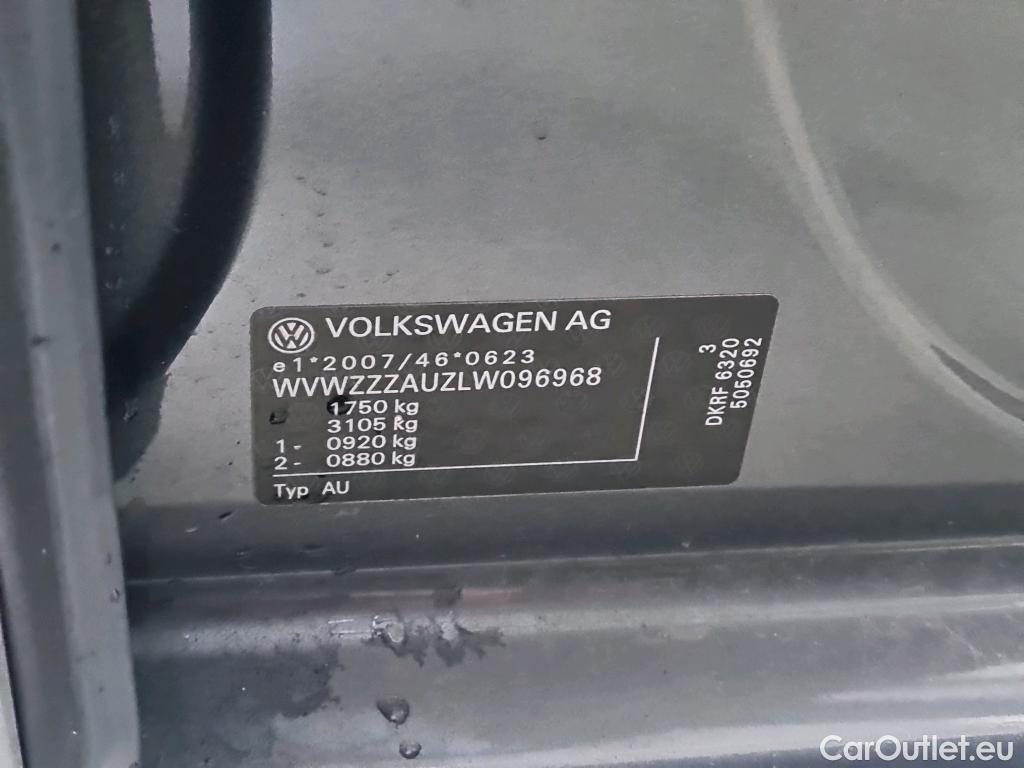 VOLKSWAGEN AG
e1*2007/46*0623
WVWZZZAUZLW096968
1750 kg
3105 kg
1- 0920 kg
2- 0880 kg
Typ AU
3
DKRF 6320
5050692
CarOutlet.eu